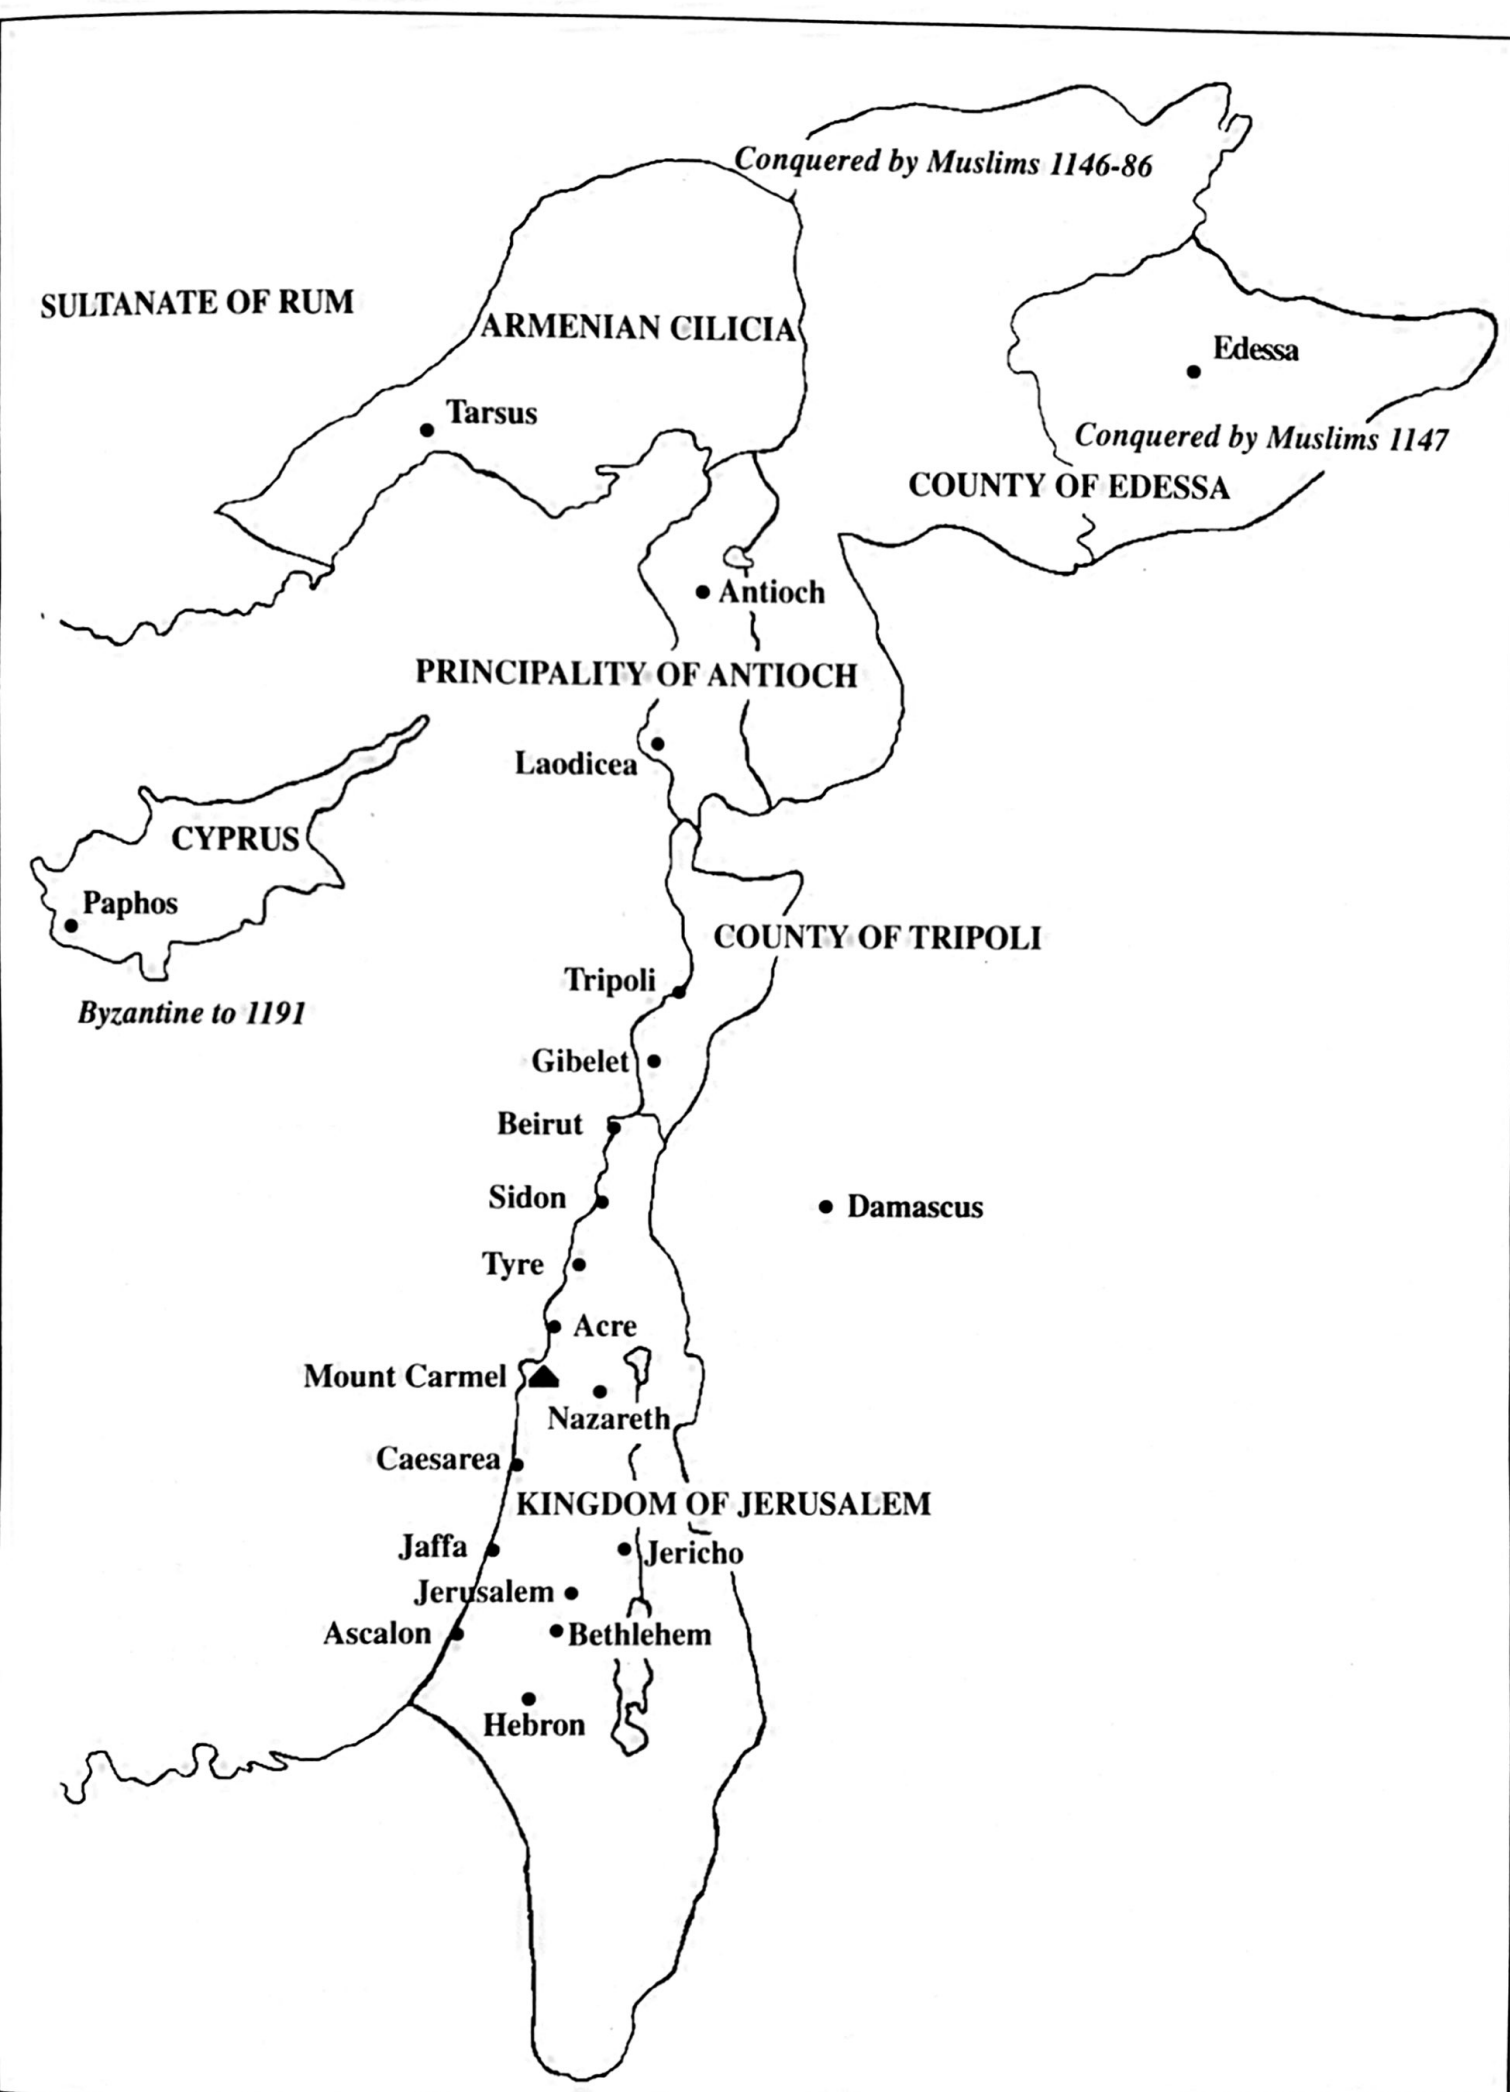 Conquered by Muslims 1146-86
SULTANATE OF RUM
ARMENIAN CILICIA
Edessa
Tarsus
Conquered by Muslims 1147
COUNTY OF EDESSA
Antioch
PRINCIPALITY OF ANTIOCH
Laodicea
CYPRUS
Paphos
COUNTY OF TRIPOLI
Tripoli
Byzantine to 1191
Gibelet
Beirut
Sidon
Damascus
Tyre
Acre
Mount Carmel
Nazareth
Caesarea
KINGDOM OF JERUSALEM
Jaffa
Jericho
Jerusalem
Ascalon
Bethlehem
Hebron